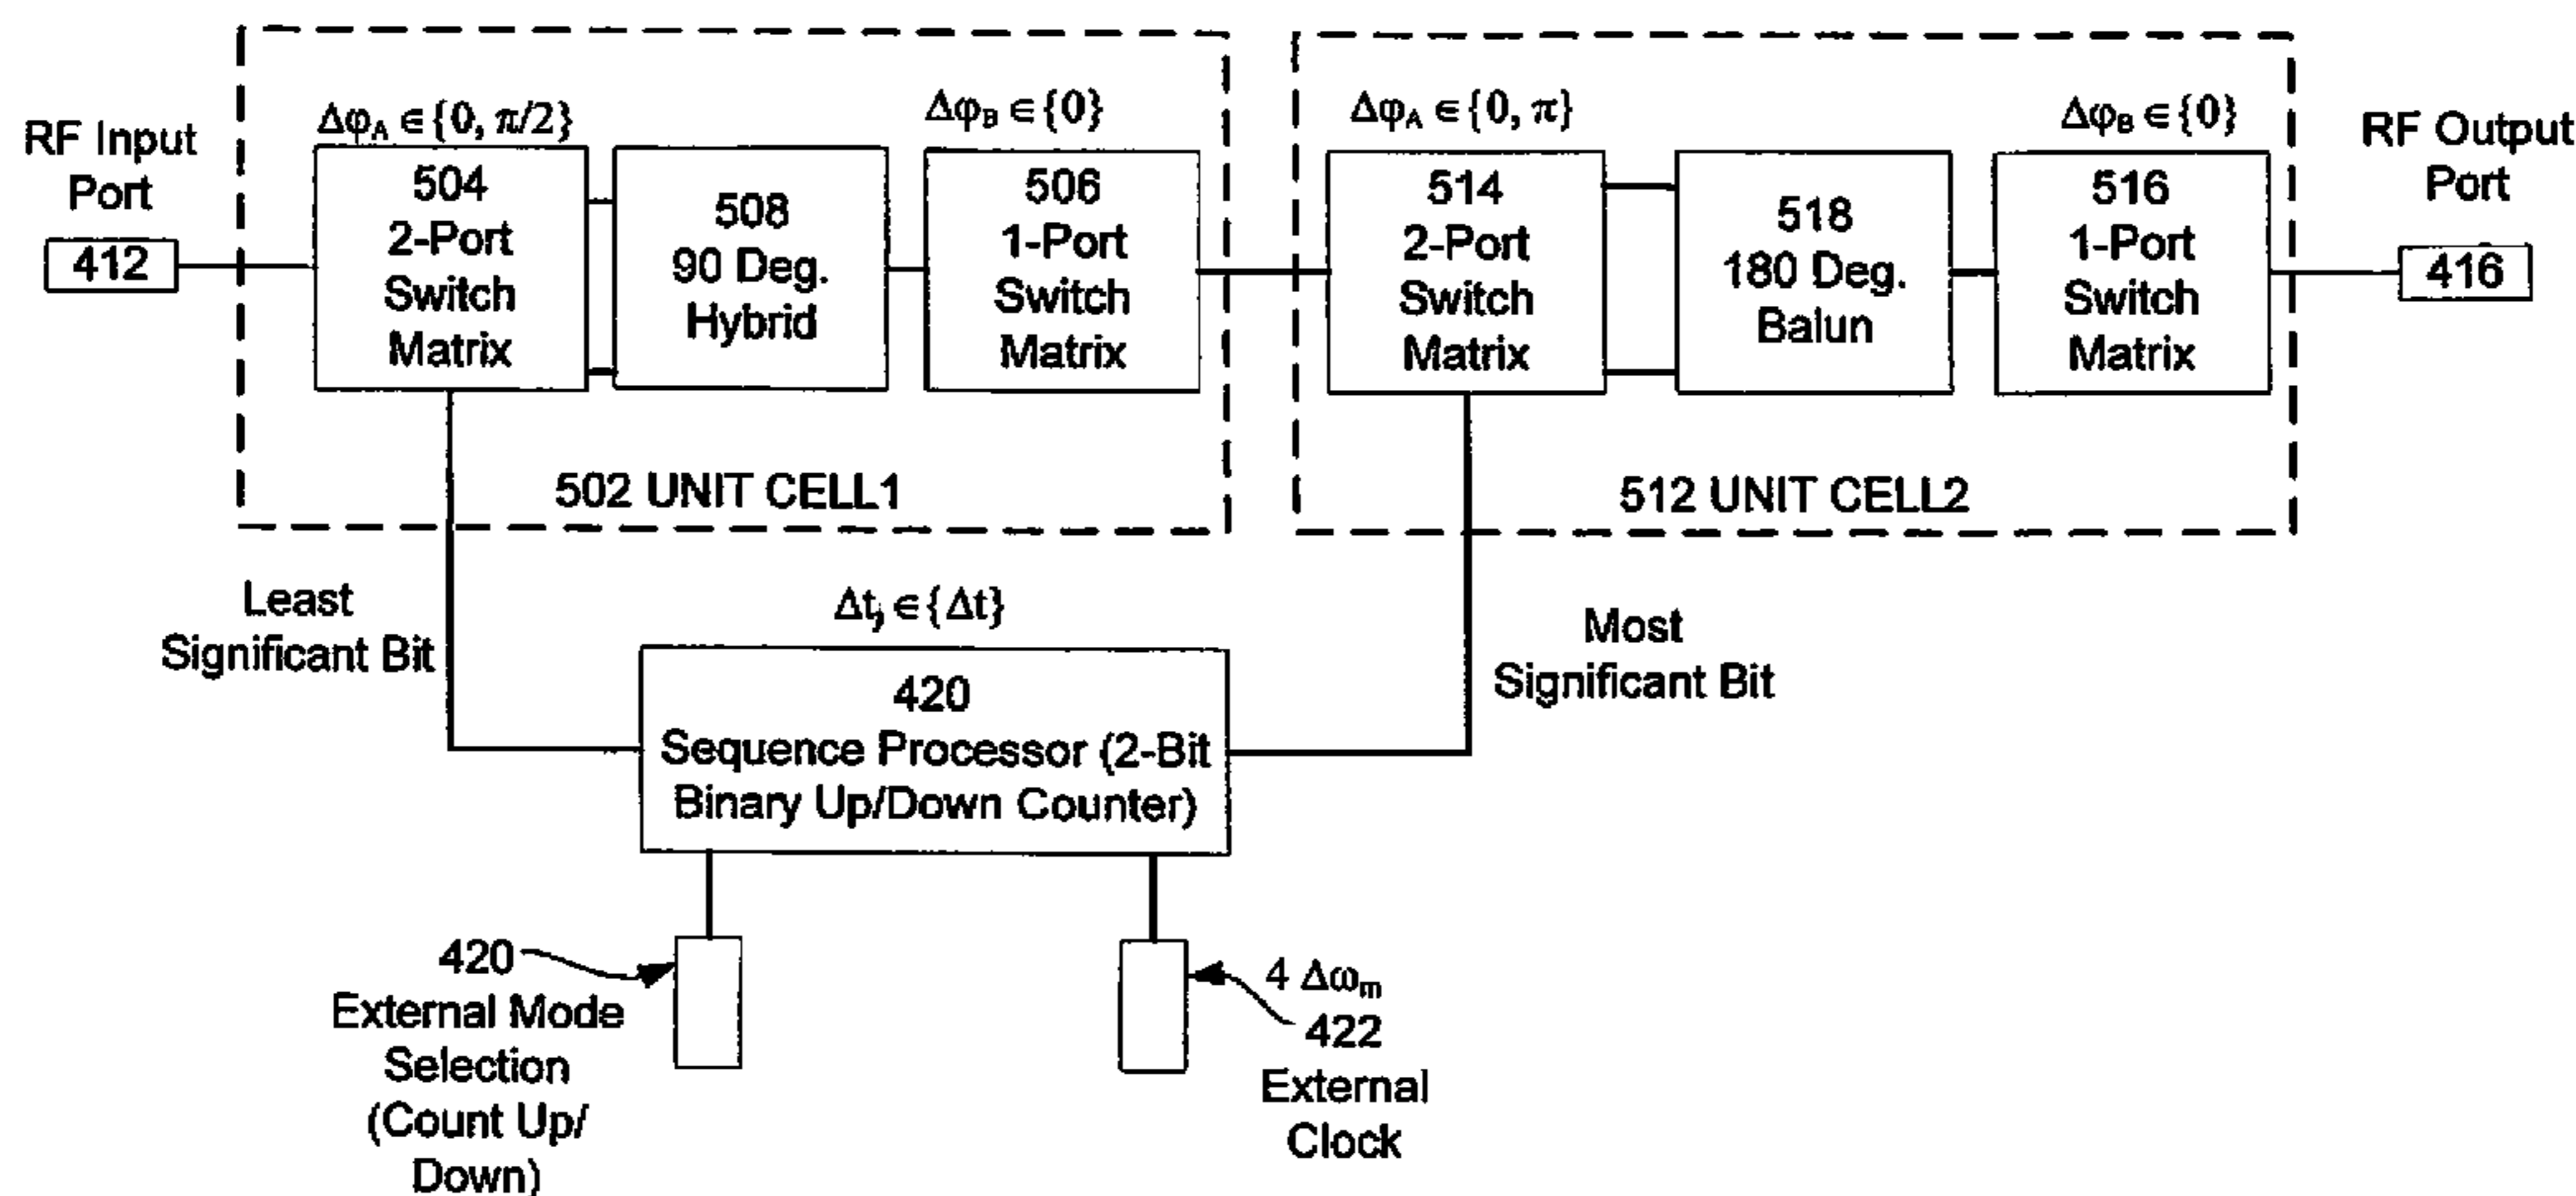 RF Input
Port
412
Δφ_A ∈ {0, π/2}
504
2-Port
Switch
Matrix
508
90 Deg.
Hybrid
Δφ_B ∈ {0}
506
1-Port
Switch
Matrix
502 UNIT CELL1
Δφ_A ∈ {0, π}
514
2-Port
Switch
Matrix
518
180 Deg.
Balun
Δφ_B ∈ {0}
516
1-Port
Switch
Matrix
512 UNIT CELL2
RF Output
Port
416
Least
Significant Bit
Δt_j ∈ {Δt}
420
Sequence Processor (2-Bit
Binary Up/Down Counter)
Most
Significant Bit
420
External Mode
Selection
(Count Up/
Down)
4 Δω_m
422
External
Clock